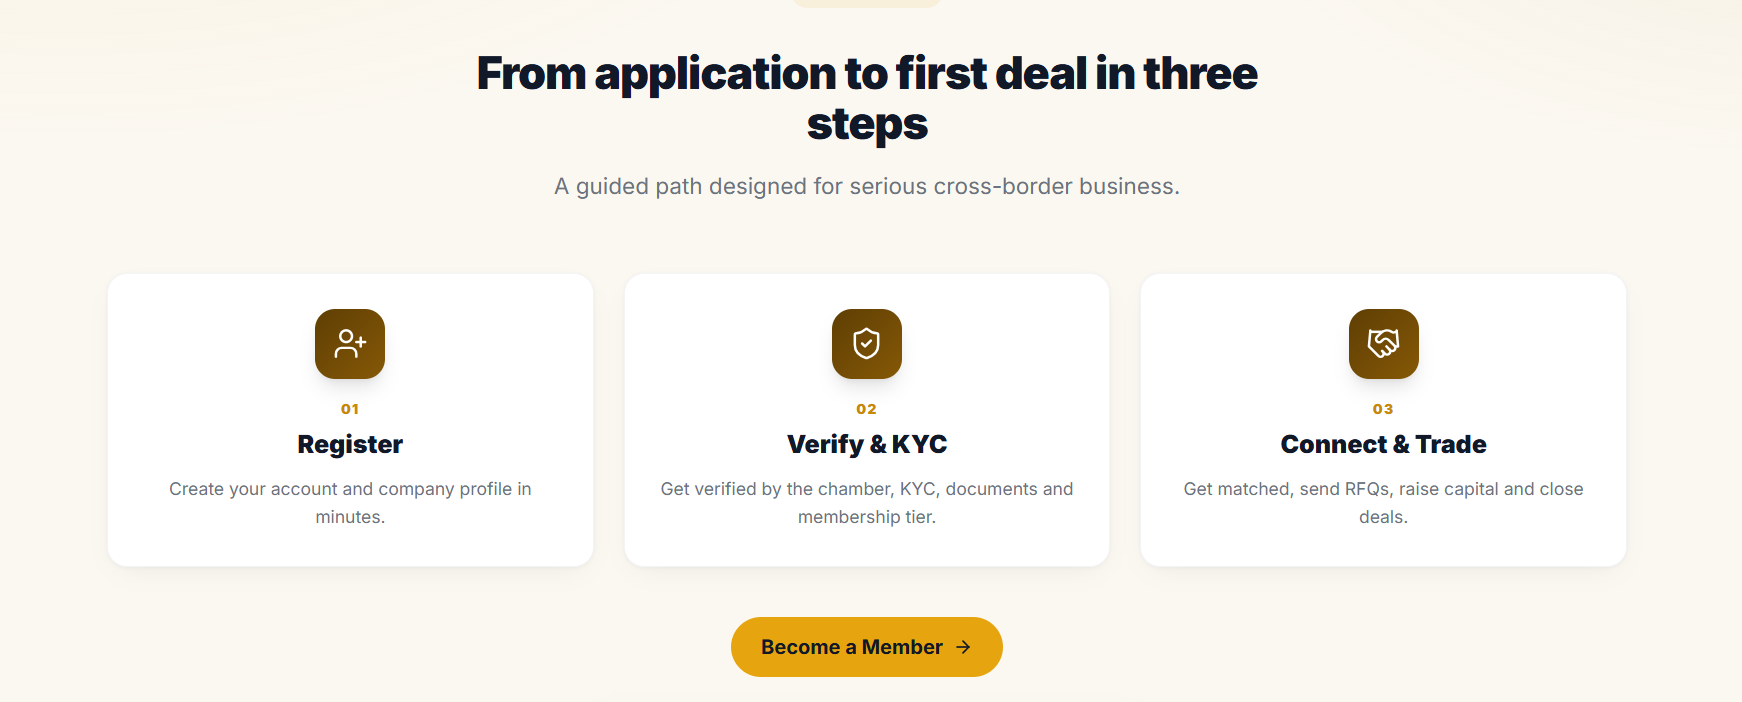 From application to first deal in three
steps
A guided path designed for serious cross-border business.
01
Register
Create your account and company profile in
minutes.
02
Verify & KYC
Get verified by the chamber, KYC, documents and
membership tier.
03
Connect & Trade
Get matched, send RFQs, raise capital and close
deals.
Become a Member →